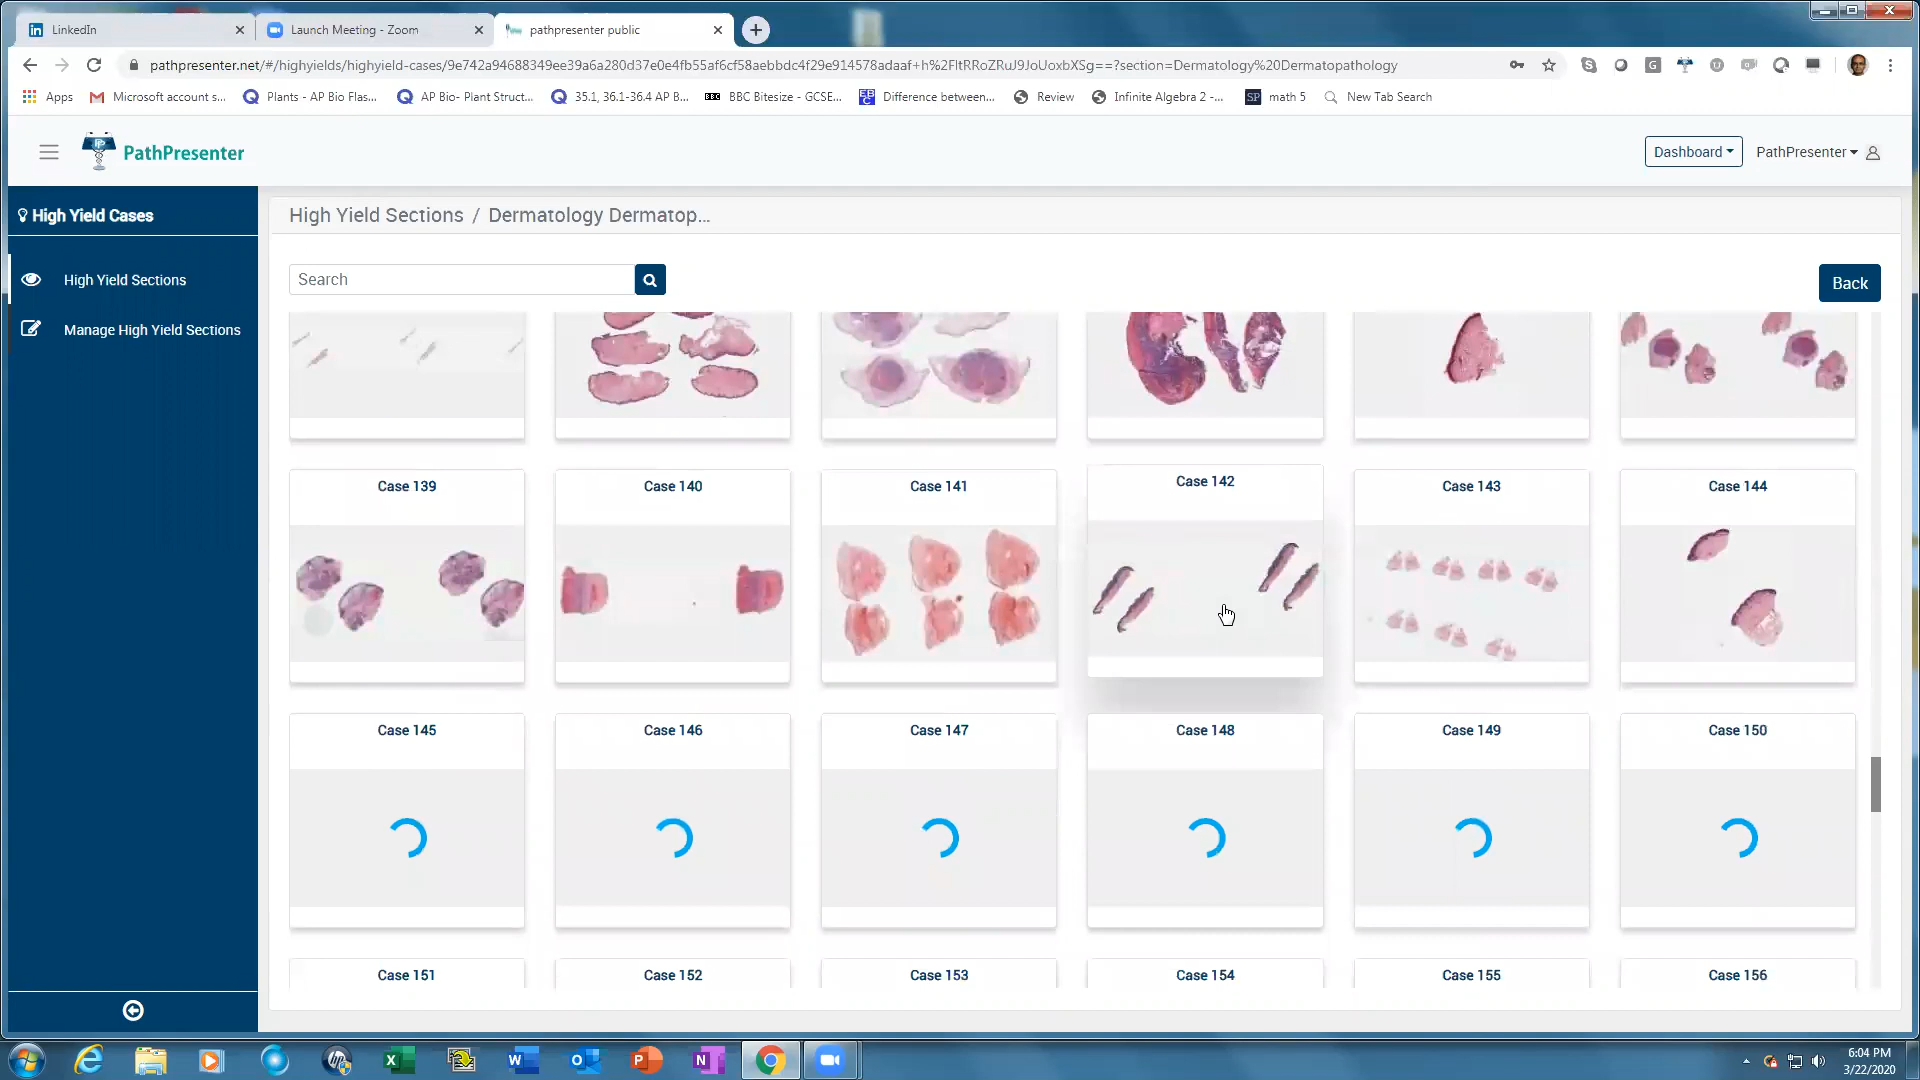 LinkedIn
Launch Meeting - Zoom
pathpresenter public
pathpresenter.net/#/highyields/highyield-cases/9e742a94688349ee39a6a280d37e0e4fb55af6cf58aebbdc4f29e914578adaaf+h%2FltRRoZRuJ9JoUoxbXSg==?section=Dermatology%20Dermatopathology
Apps
Microsoft account s...
Plants - AP Bio Flas...
AP Bio- Plant Struct...
35.1, 36.1-36.4 AP B...
BBC Bitesize - GCSE...
Difference between...
Review
Infinite Algebra 2 -...
math 5
New Tab Search
PathPresenter
Dashboard
PathPresenter
High Yield Cases
High Yield Sections
Manage High Yield Sections
High Yield Sections / Dermatology Dermatop...
Search
Back
Case 139
Case 140
Case 141
Case 142
Case 143
Case 144
Case 145
Case 146
Case 147
Case 148
Case 149
Case 150
Case 151
Case 152
Case 153
Case 154
Case 155
Case 156
6:04 PM
3/22/2020